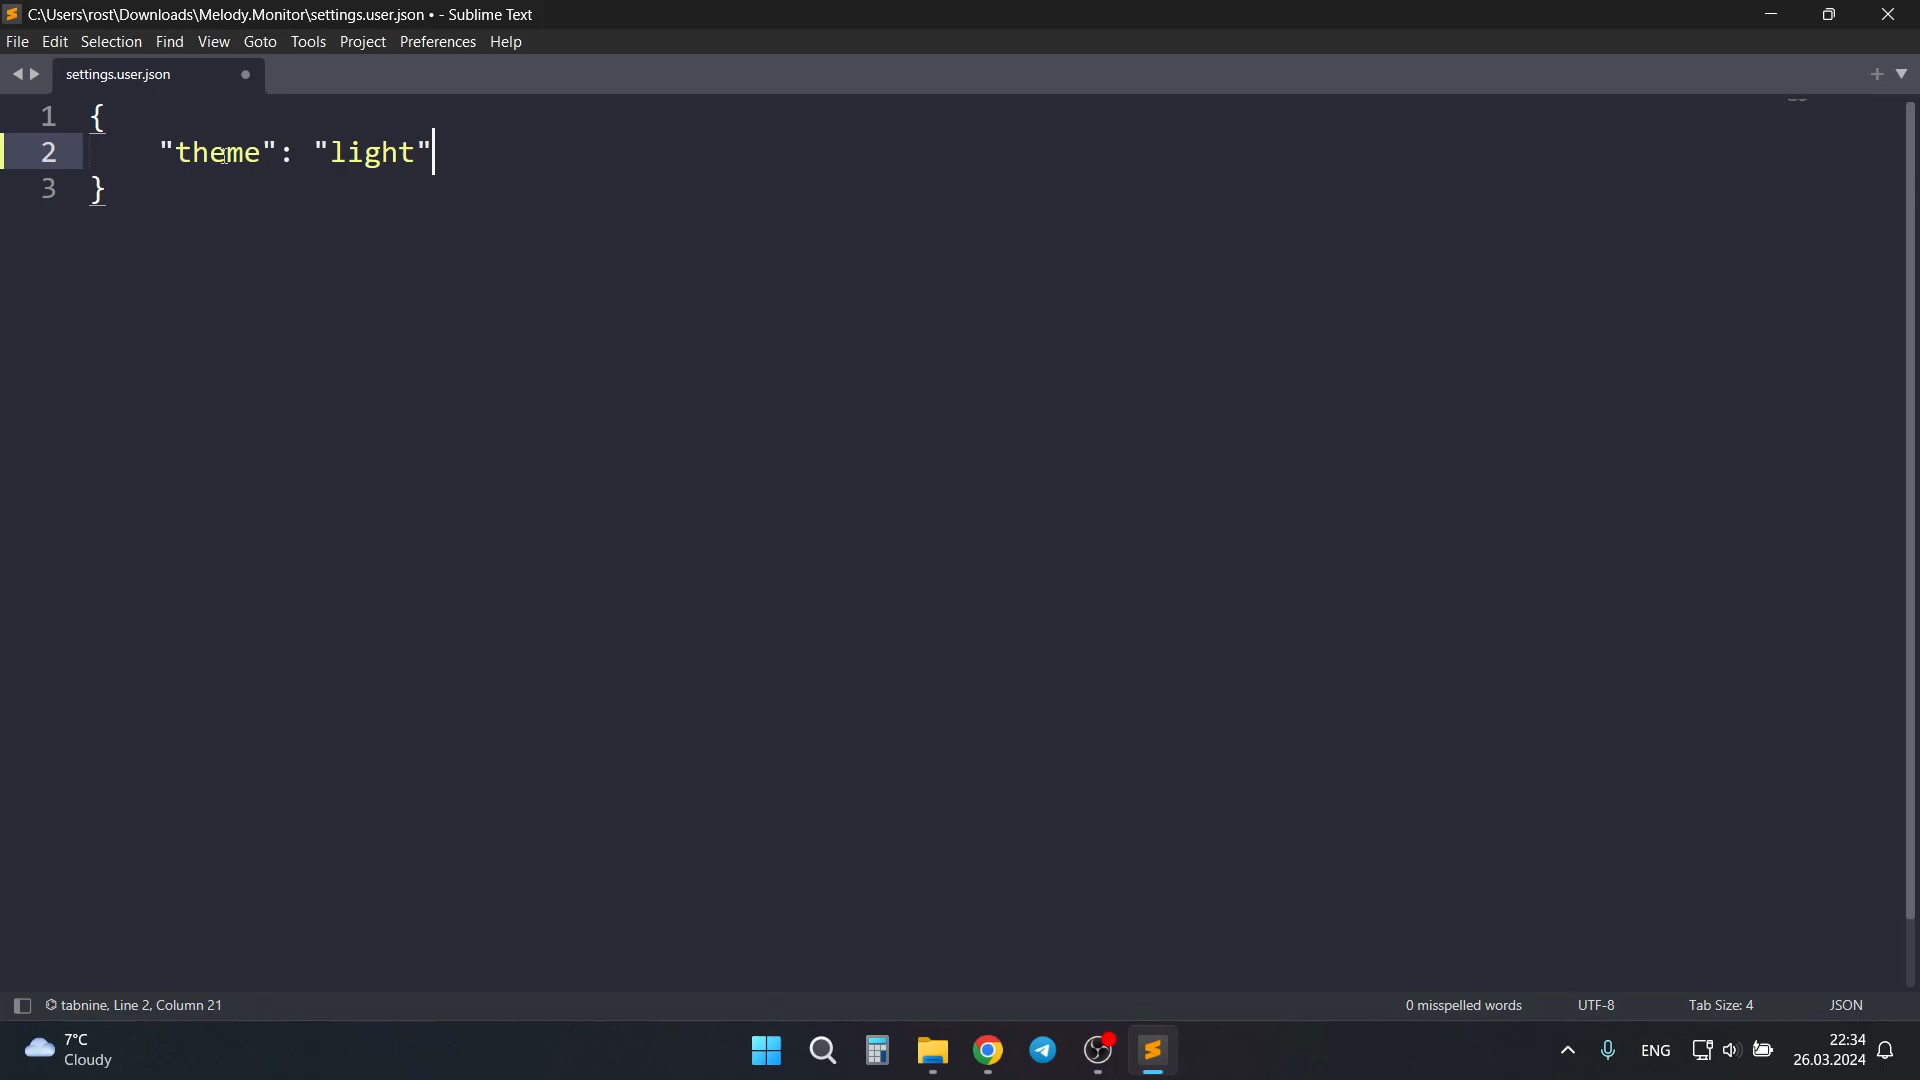 C:\Users\rost\Downloads\Melody.Monitor\settings.user.json • - Sublime Text
File Edit Selection Find View Goto Tools Project Preferences Help
settings.user.json
1 {
2 "theme": "light"
3 }
tabnine, Line 2, Column 21 0 misspelled words UTF-8 Tab Size: 4 JSON
7°C
Cloudy
ENG
22:34
26.03.2024